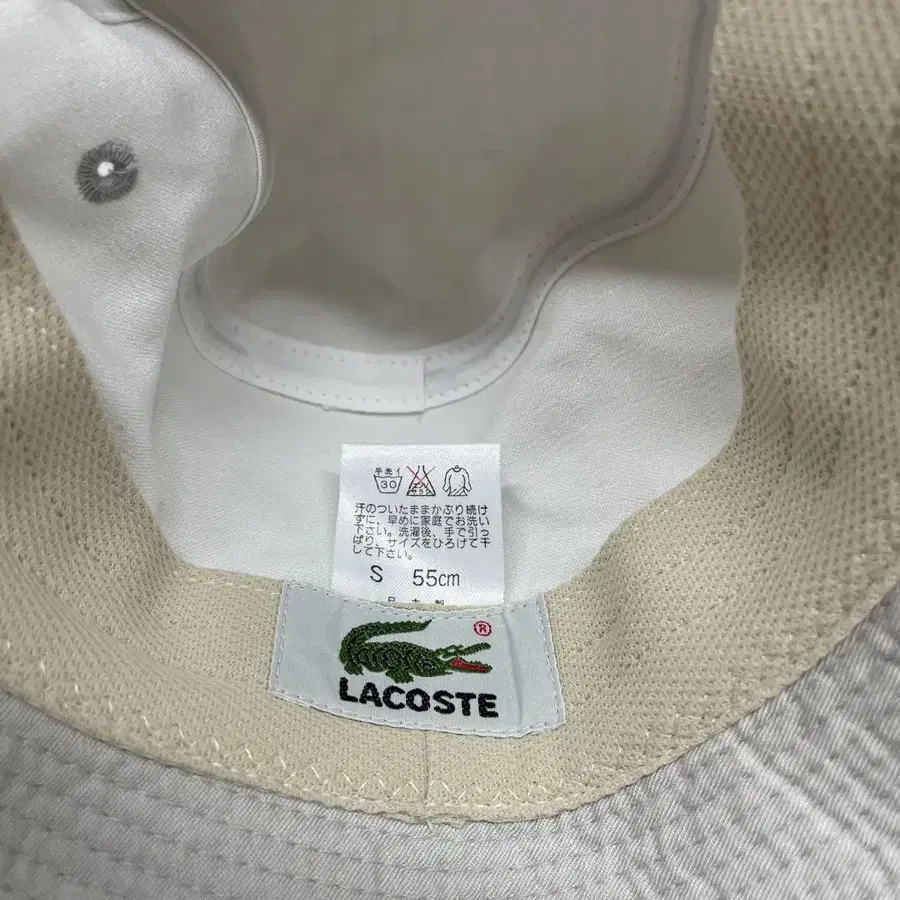 手洗イ
30
汗のついたままかぶり続け
ずに、早めに家庭でお洗い
下さい。洗濯後、手で引っ
ぱり、サイズをひろげて干
して下さい。
S 55cm
®
LACOSTE